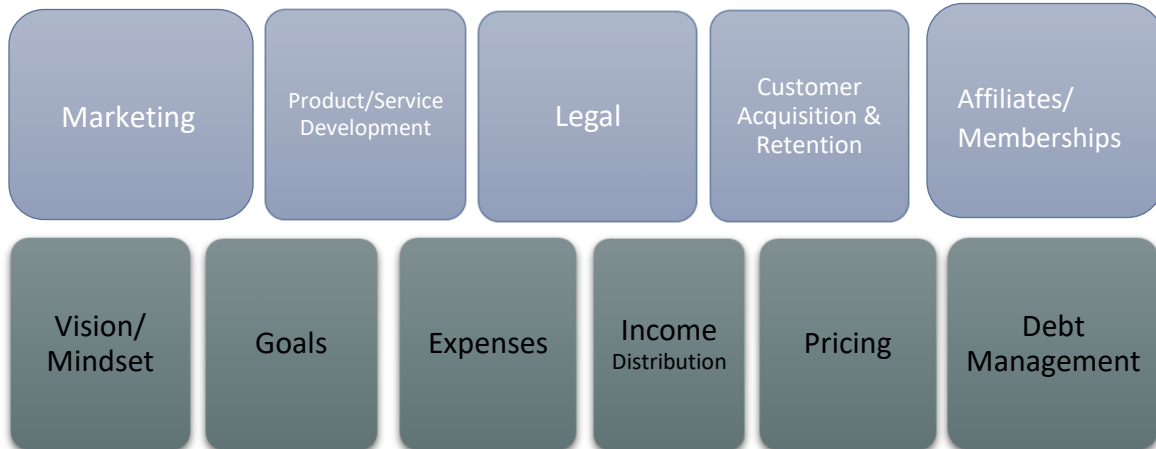 Marketing
Product/Service
Development
Legal
Customer
Acquisition &
Retention
Affiliates/
Memberships
Vision/
Mindset
Goals
Expenses
Income
Distribution
Pricing
Debt
Management